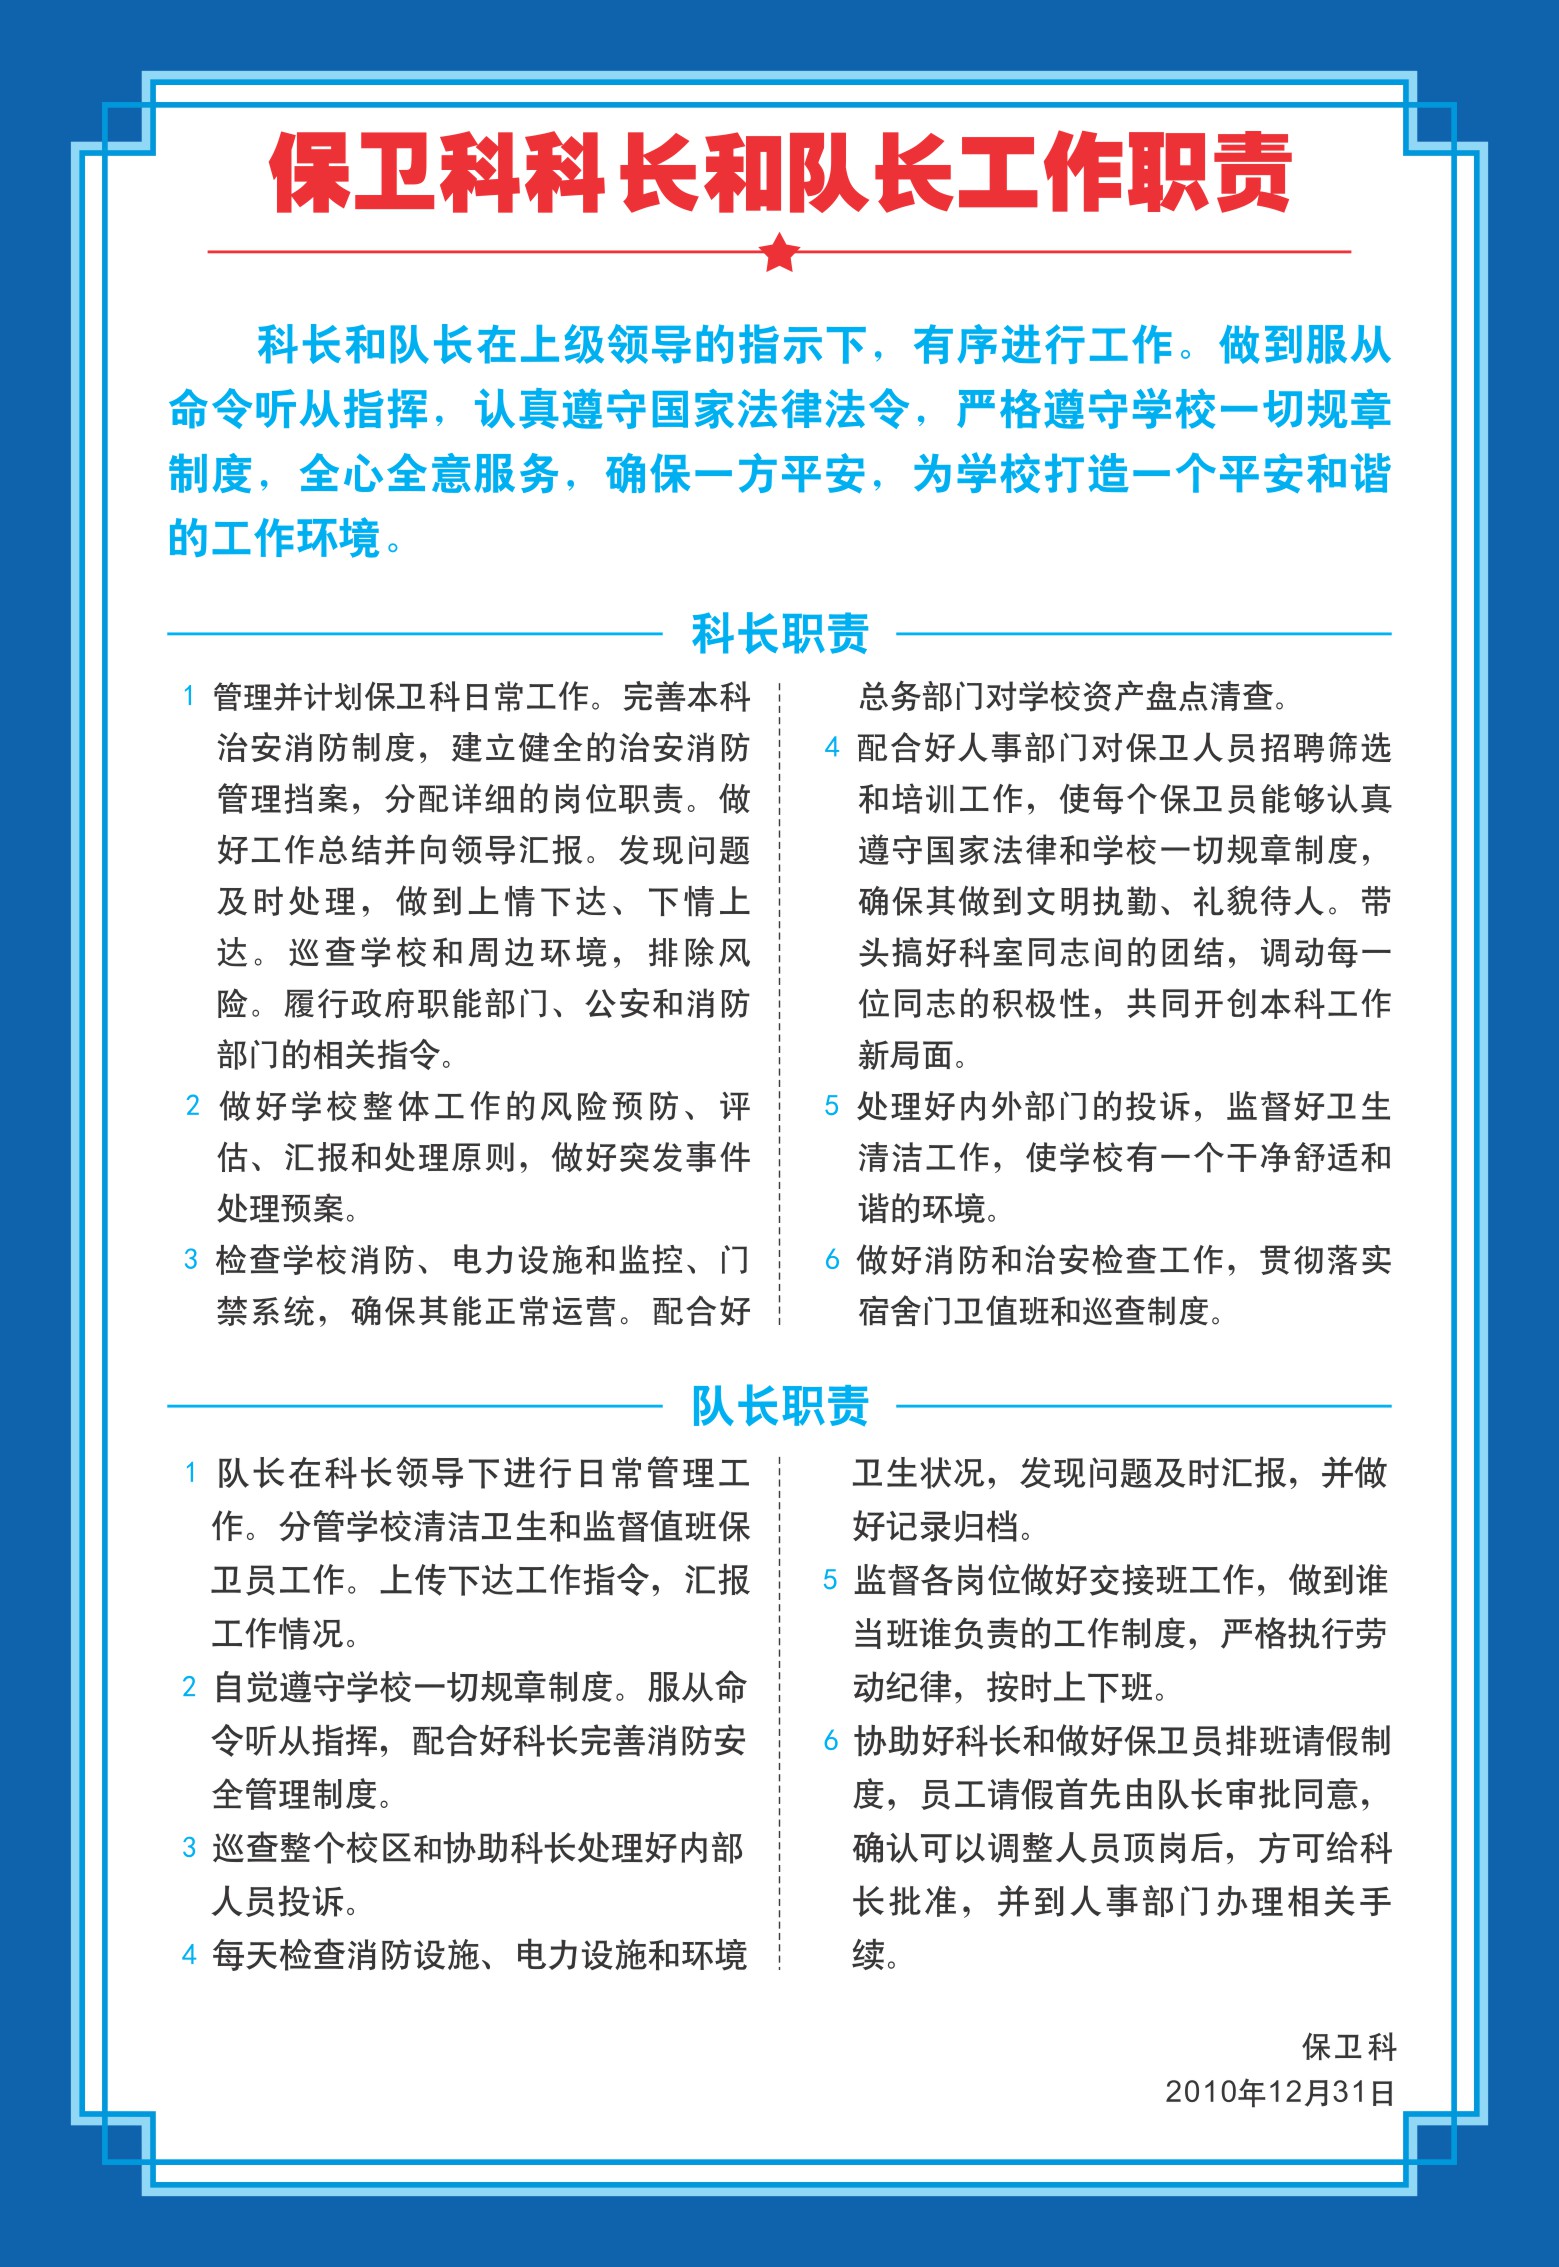 保卫科科长和队长工作职责
科长和队长在上级领导的指示下，有序进行工作。做到服从
命令听从指挥，认真遵守国家法律法令，严格遵守学校一切规章
制度，全心全意服务，确保一方平安，为学校打造一个平安和谐
的工作环境。
科长职责
1 管理并计划保卫科日常工作。完善本科
治安消防制度，建立健全的治安消防
管理挡案，分配详细的岗位职责。做
好工作总结并向领导汇报。发现问题
及时处理，做到上情下达、下情上
达。巡查学校和周边环境，排除风
险。履行政府职能部门、公安和消防
部门的相关指令。
2 做好学校整体工作的风险预防、评
估、汇报和处理原则，做好突发事件
处理预案。
3 检查学校消防、电力设施和监控、门
禁系统，确保其能正常运营。配合好
总务部门对学校资产盘点清查。
4 配合好人事部门对保卫人员招聘筛选
和培训工作，使每个保卫员能够认真
遵守国家法律和学校一切规章制度，
确保其做到文明执勤、礼貌待人。带
头搞好科室同志间的团结，调动每一
位同志的积极性，共同开创本科工作
新局面。
5 处理好内外部门的投诉，监督好卫生
清洁工作，使学校有一个干净舒适和
谐的环境。
6 做好消防和治安检查工作，贯彻落实
宿舍门卫值班和巡查制度。
队长职责
1 队长在科长领导下进行日常管理工
作。分管学校清洁卫生和监督值班保
卫员工作。上传下达工作指令，汇报
工作情况。
2 自觉遵守学校一切规章制度。服从命
令听从指挥，配合好科长完善消防安
全管理制度。
3 巡查整个校区和协助科长处理好内部
人员投诉。
4 每天检查消防设施、电力设施和环境
卫生状况，发现问题及时汇报，并做
好记录归档。
5 监督各岗位做好交接班工作，做到谁
当班谁负责的工作制度，严格执行劳
动纪律，按时上下班。
6 协助好科长和做好保卫员排班请假制
度，员工请假首先由队长审批同意，
确认可以调整人员顶岗后，方可给科
长批准，并到人事部门办理相关手
续。
保卫科
2010年12月31日